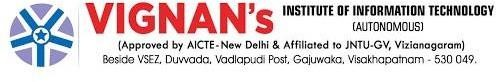 VIGNAN's INSTITUTE OF INFORMATION TECHNOLOGY
(AUTONOMOUS)
(Approved by AICTE-New Delhi & Affiliated to JNTU-GV, Vizianagaram)
Beside VSEZ, Duvvada, Vadlapudi Post, Gajuwaka, Visakhapatnam - 530 049.